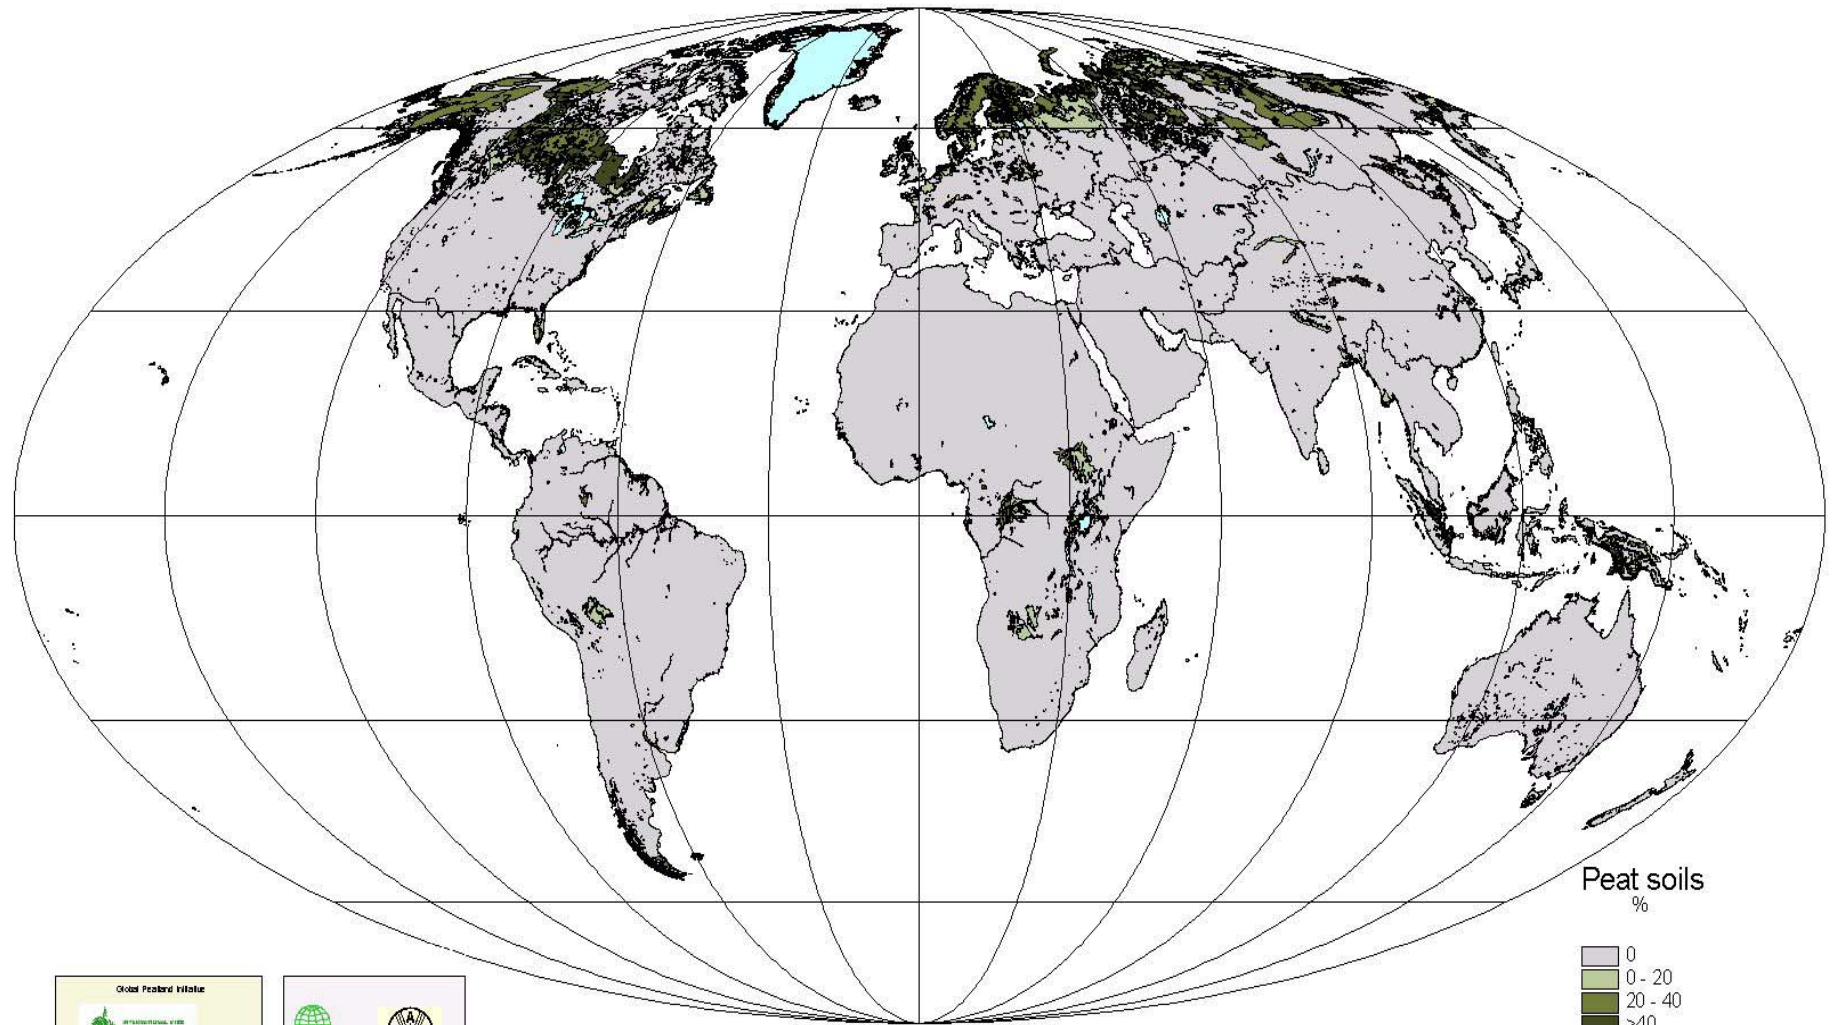 Peat soils
%
0
0 - 20
20 - 40
>40
Global Peatland Initiative
A